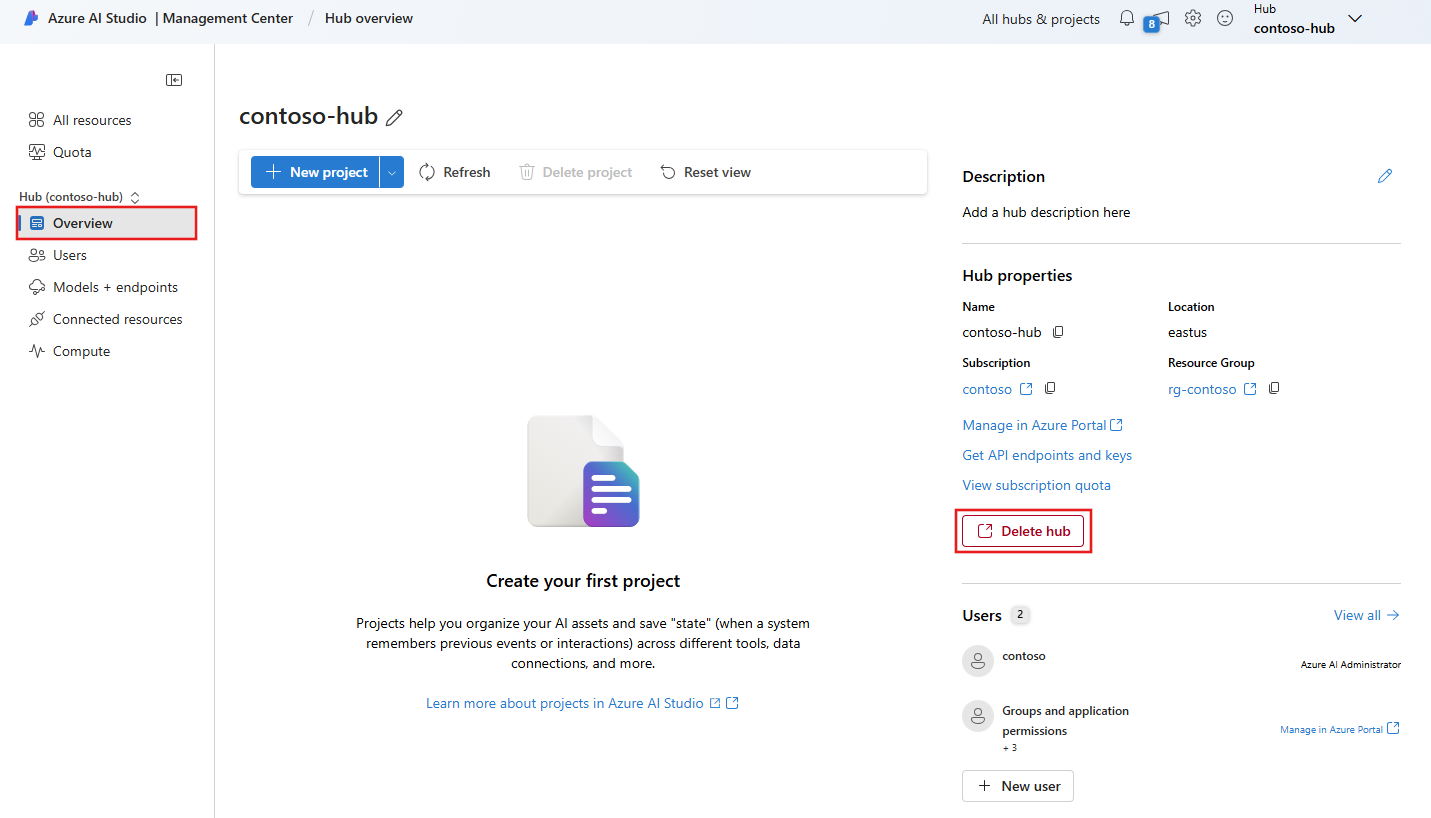 Azure AI Studio | Management Center / Hub overview
All hubs & projects
8
Hub
contoso-hub
All resources
Quota
Hub (contoso-hub)
Overview
Users
Models + endpoints
Connected resources
Compute
contoso-hub
New project
Refresh
Delete project
Reset view
Create your first project
Projects help you organize your AI assets and save "state" (when a system
remembers previous events or interactions) across different tools, data
connections, and more.
Learn more about projects in Azure AI Studio
Description
Add a hub description here
Hub properties
Name
Location
contoso-hub
eastus
Subscription
Resource Group
contoso
rg-contoso
Manage in Azure Portal
Get API endpoints and keys
View subscription quota
Delete hub
Users 2
View all
contoso
Azure AI Administrator
Groups and application
permissions
+ 3
Manage in Azure Portal
New user